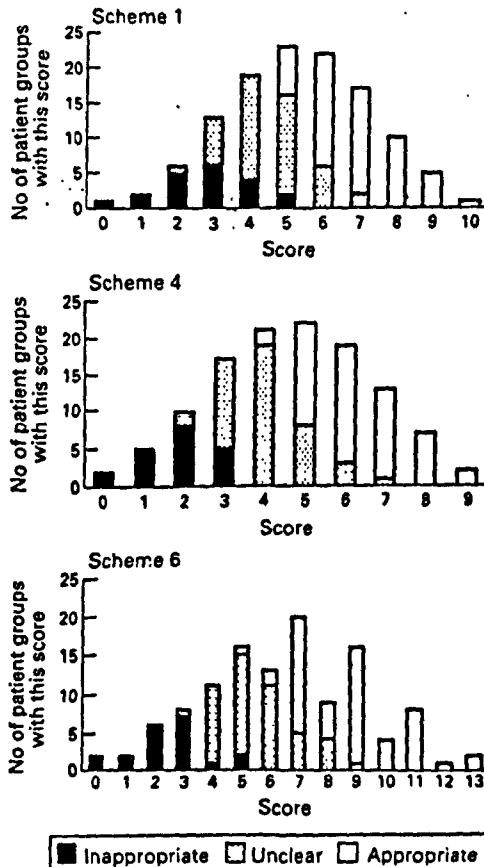 Scheme 1
No of patient groups
with this score
25
20
15
10
5
0
0 1 2 3 4 5 6 7 8 9 10
Score
Scheme 4
No of patient groups
with this score
25
20
15
10
5
0
0 1 2 3 4 5 6 7 8 9
Score
Scheme 6
No of patient groups
with this score
25
20
15
10
5
0
0 1 2 3 4 5 6 7 8 9 10 11 12 13
Score
Inappropriate Unclear Appropriate